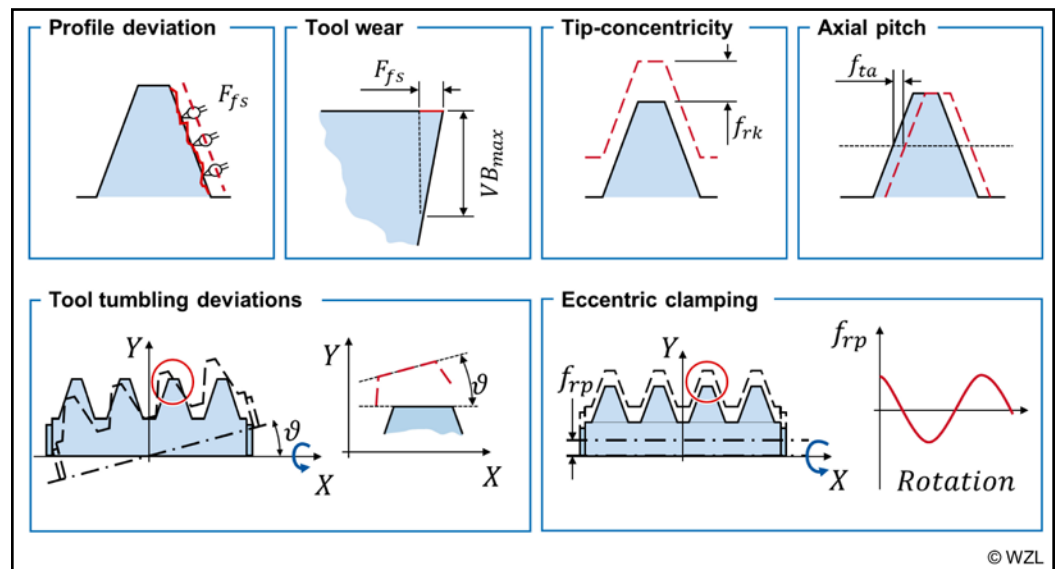 Profile deviation
F_fs
Tool wear
F_fs
VB_max
Tip-concentricity
f_rk
Axial pitch
f_ta
Tool tumbling deviations
Y
ϑ
X
Y
ϑ
X
Eccentric clamping
f_rp
Y
X
f_rp
Rotation
© WZL